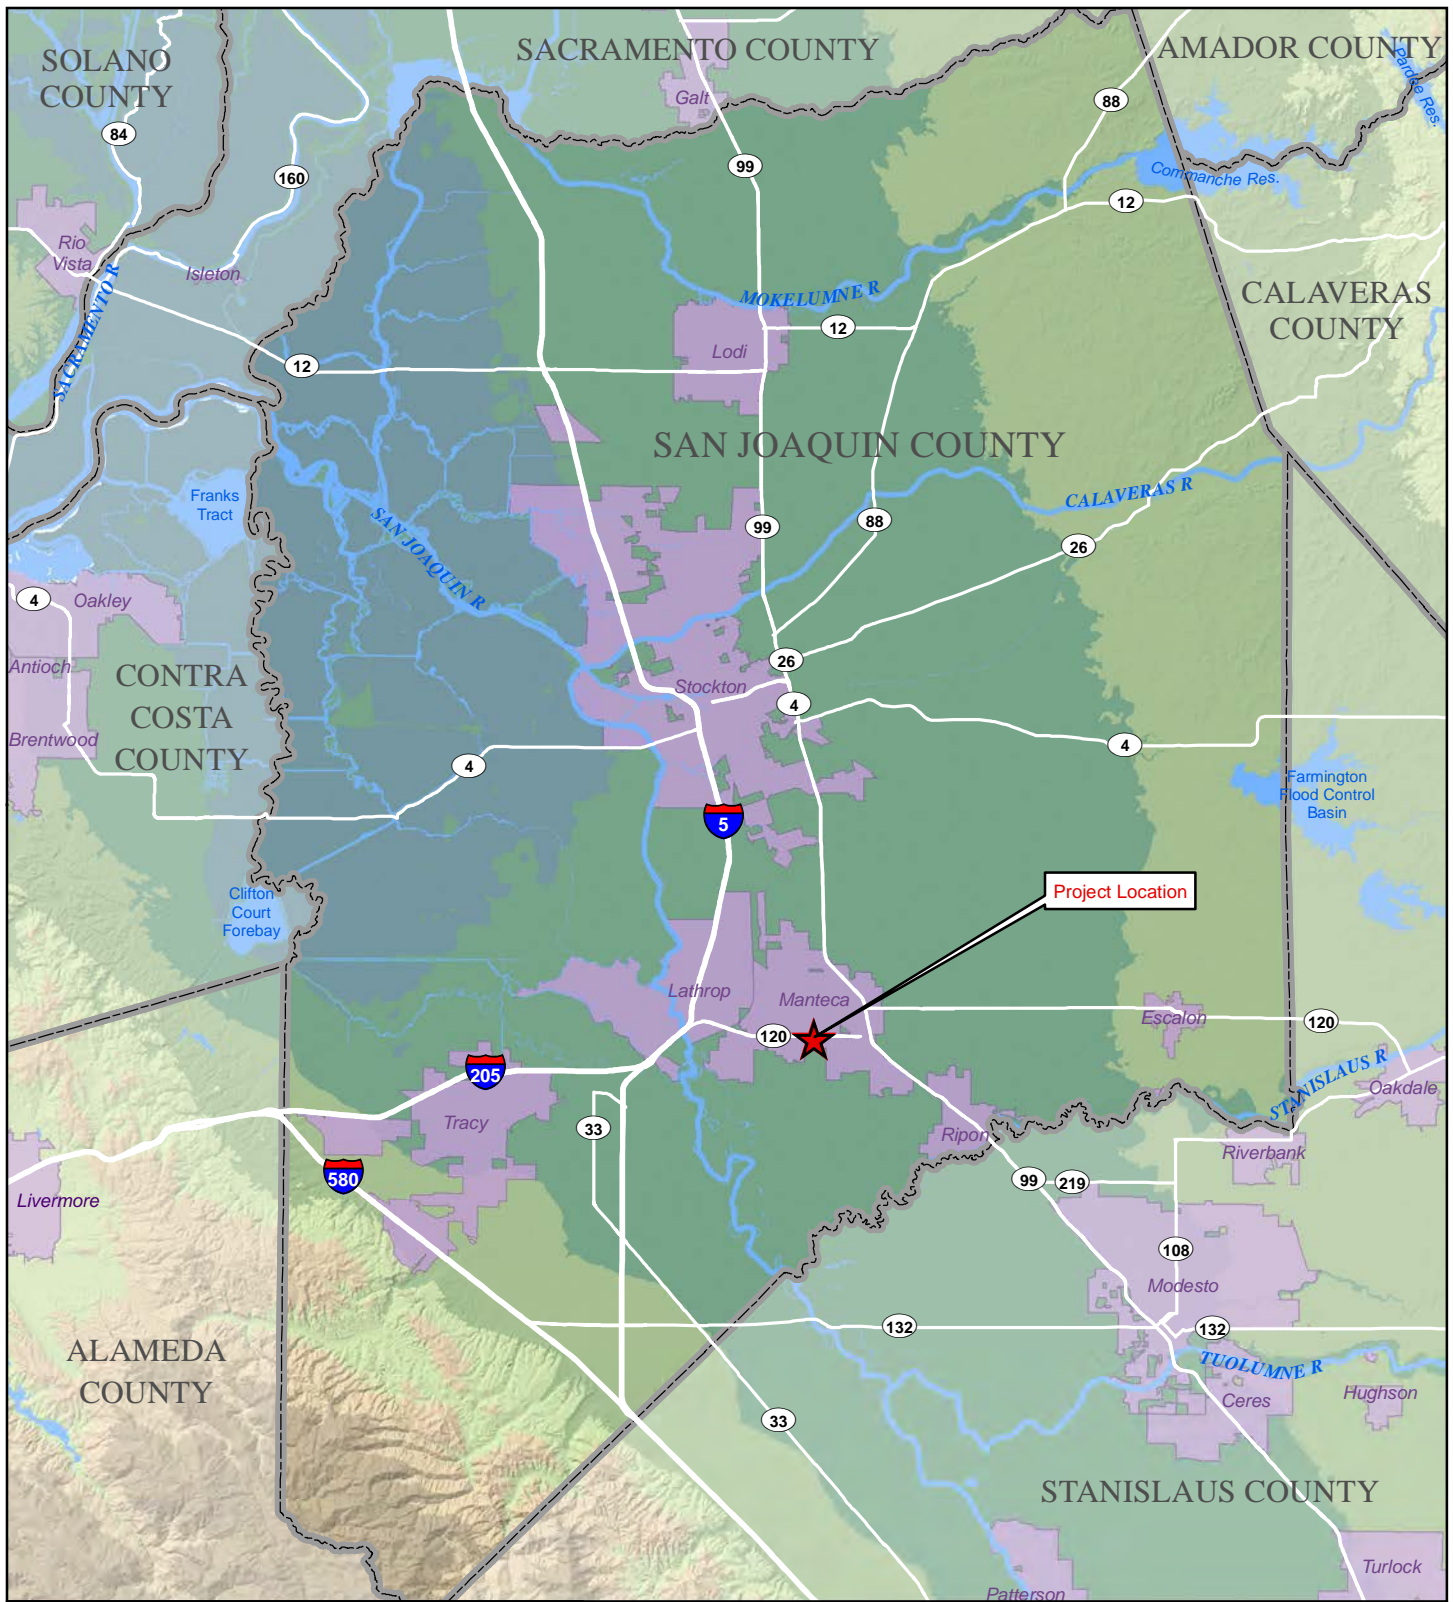 SOLANO
COUNTY
SACRAMENTO COUNTY
AMADOR COUNTY
Galt
Pardee Res.
84
88
160
99
Commanche Res.
12
Rio
Vista
Isleton
SACRAMENTO R
MOKELUMNE R
CALAVERAS
COUNTY
12
Lodi
12
SAN JOAQUIN COUNTY
Franks
Tract
SAN JOAQUIN R
CALAVERAS R
99
88
26
4
Oakley
Antioch
CONTRA
COSTA
COUNTY
26
Stockton
4
Brentwood
4
4
Farmington
Flood Control
Basin
5
Clifton
Court
Forebay
Project Location
Lathrop
Manteca
Escalon
120
120
205
STANISLAUS R
Oakdale
Tracy
33
Ripon
Riverbank
580
99
219
Livermore
108
Modesto
132
132
ALAMEDA
COUNTY
TUOLUMNE R
Ceres
Hughson
33
STANISLAUS COUNTY
Turlock
Patterson